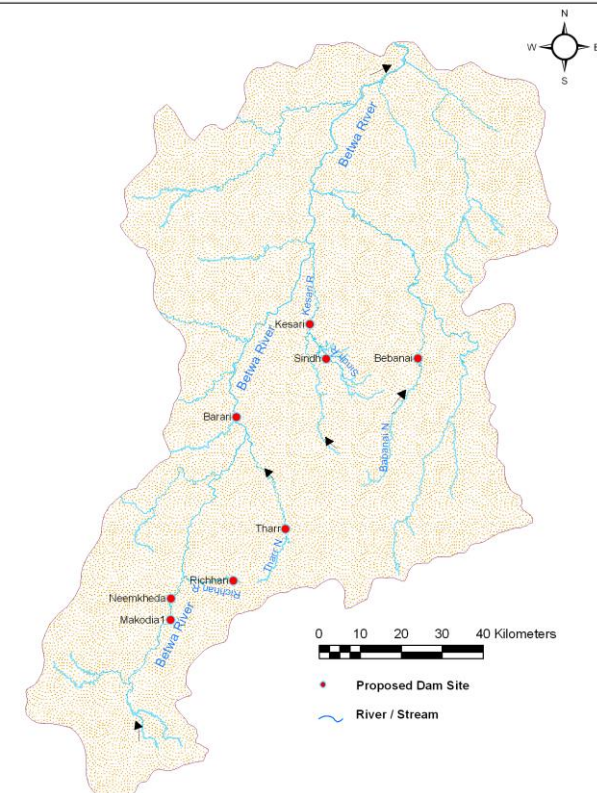 N
W
E
S
Betwa River
Kesari R.
Kesari
Sindh R.
Sindh
Bebanai
Betwa River
Barari
Babanai N.
Tharr
Tharr N.
Richhan
Richhan R
Neemkheda
Makodia1
Betwa River
0 10 20 30 40 Kilometers
Proposed Dam Site
River / Stream